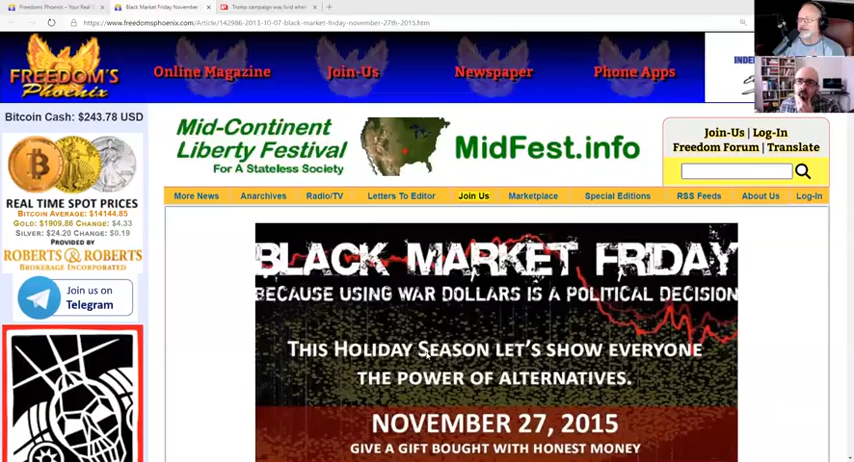 Freedoms Phoenix - Your Real G
Black Market Friday November
Trump campaign was livid when
https://www.freedomsphoenix.com/Article/142986-2013-10-07-black-market-friday-november-27th-2015.htm
FREEDOM'S
Phoenix
Online Magazine
Join-Us
Newspaper
Phone Apps
INDE
Bitcoin Cash: $243.78 USD
Mid-Continent
Liberty Festival
For A Stateless Society
MidFest.info
Join-Us | Log-In
Freedom Forum | Translate
REAL TIME SPOT PRICES
BITCOIN AVERAGE: $14144.85
GOLD: $1909.86 CHANGE: $4.33
SILVER: $24.20 CHANGE: $0.19
PROVIDED BY
ROBERTS & ROBERTS
BROKERAGE INCORPORATED
More News
Anarchives
Radio/TV
Letters To Editor
Join Us
Marketplace
Special Editions
RSS Feeds
About Us
Log-In
Join us on
Telegram
BLACK MARKET FRIDAY
BECAUSE USING WAR DOLLARS IS A POLITICAL DECISION
THIS HOLIDAY SEASON LET'S SHOW EVERYONE
THE POWER OF ALTERNATIVES.
NOVEMBER 27, 2015
GIVE A GIFT BOUGHT WITH HONEST MONEY